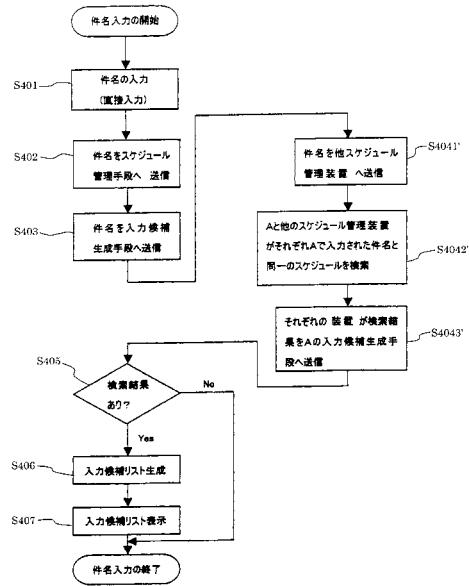 件名入力の開始
S401
件名の入力
(直接入力)
S402
件名をスケジュール
管理手段へ 送信
S403
件名を入力候補
生成手段へ送信
件名を他スケジュール
管理装置 へ送信
S4041'
Aと他のスケジュール管理装置
がそれぞれAで入力された件名と
同一のスケジュールを検索
S4042'
それぞれの 装置 が検索結
果をAの入力候補生成手
段へ送信
S4043'
S405
検索結果
あり?
No
Yes
S406
入力候補リスト生成
S407
入力候補リスト表示
件名入力の終了